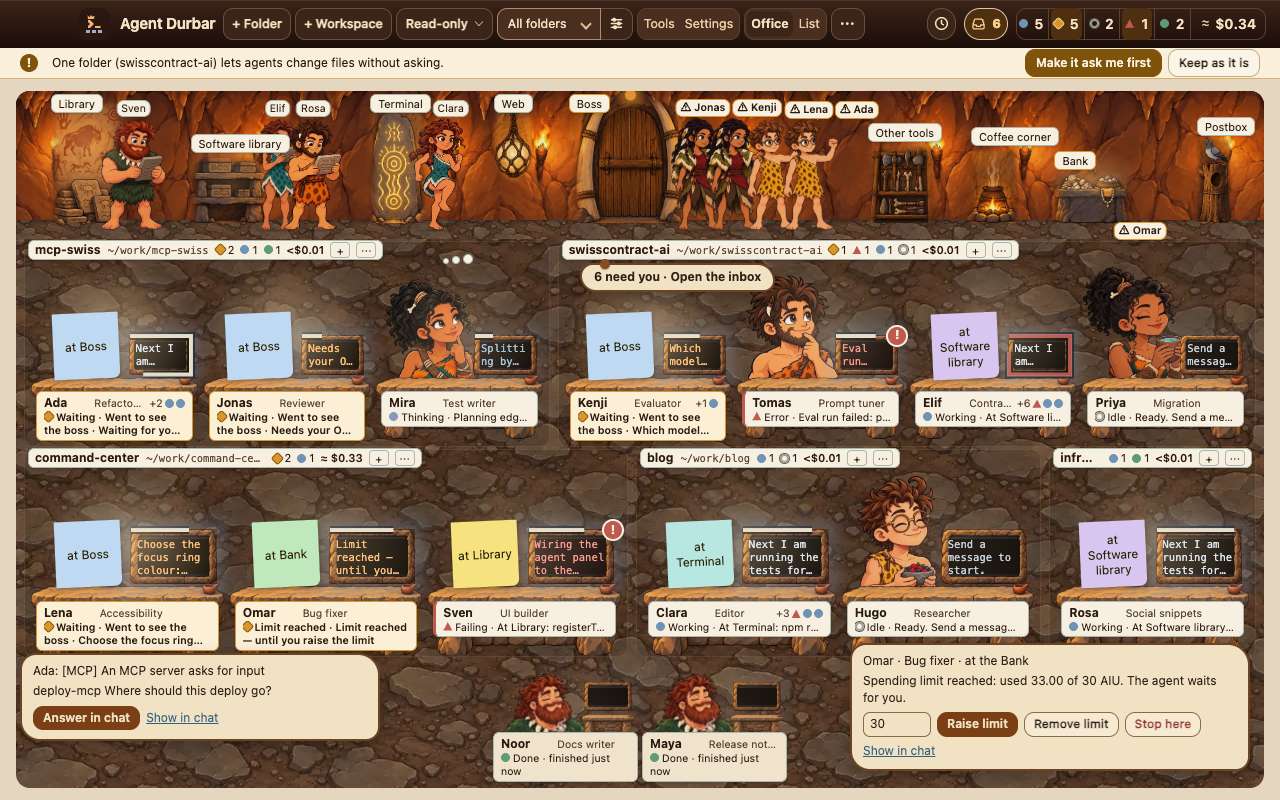 Agent Durbar
+ Folder
+ Workspace
Read-only
All folders
Tools
Settings
Office
List
6
5
5
2
1
2
≈ $0.34
One folder (swisscontract-ai) lets agents change files without asking.
Make it ask me first
Keep as it is
Library
Sven
Software library
Elif
Rosa
Terminal
Clara
Web
Boss
Jonas
Kenji
Lena
Ada
Other tools
Coffee corner
Bank
Postbox
Omar
mcp-swiss ~/work/mcp-swiss 2 1 1 <$0.01 + ...
swisscontract-ai ~/work/swisscontract-ai 1 1 1 1 <$0.01 + ...
6 need you · Open the inbox
at Boss
Next I
am…
at Boss
Needs
your O…
Splitti
ng by…
at Boss
Which
model…
Eval
run…
!
at
Software
library
Next I
am…
Send a
messag…
Ada Refacto… +2
Waiting · Went to see
the boss · Waiting for yo…
Jonas Reviewer
Waiting · Went to see
the boss · Needs your O…
Mira Test writer
Thinking · Planning edg…
Kenji Evaluator +1
Waiting · Went to see
the boss · Which model…
Tomas Prompt tuner
Error · Eval run failed: p…
Elif Contra… +6
Working · At Software li…
Priya Migration
Idle · Ready. Send a me…
command-center ~/work/command-ce… 2 1 ≈ $0.33 + ...
blog ~/work/blog 1 1 <$0.01 + ...
infr… 1 1 <$0.01 + ...
at Boss
Choose the
focus ring
colour:…
at Bank
Limit
reached —
until you…
at Library
Wiring the
agent panel
to the…
!
at
Terminal
Next I am
running the
tests for…
Send a
message to
start.
at
Software
library
Next I am
running the
tests for…
Lena Accessibility
Waiting · Went to see the
boss · Choose the focus ring…
Omar Bug fixer
Limit reached · Limit reached
— until you raise the limit
Sven UI builder
Failing · At Library: registerT…
Clara Editor +3
Working · At Terminal: npm r…
Hugo Researcher
Idle · Ready. Send a messag…
Rosa Social snippets
Working · At Software library…
Ada: [MCP] An MCP server asks for input
deploy-mcp Where should this deploy go?
Answer in chat
Show in chat
Noor Docs writer
Done · finished just
now
Maya Release not…
Done · finished just
now
Omar · Bug fixer · at the Bank
Spending limit reached: used 33.00 of 30 AIU. The agent waits
for you.
30
Raise limit
Remove limit
Stop here
Show in chat